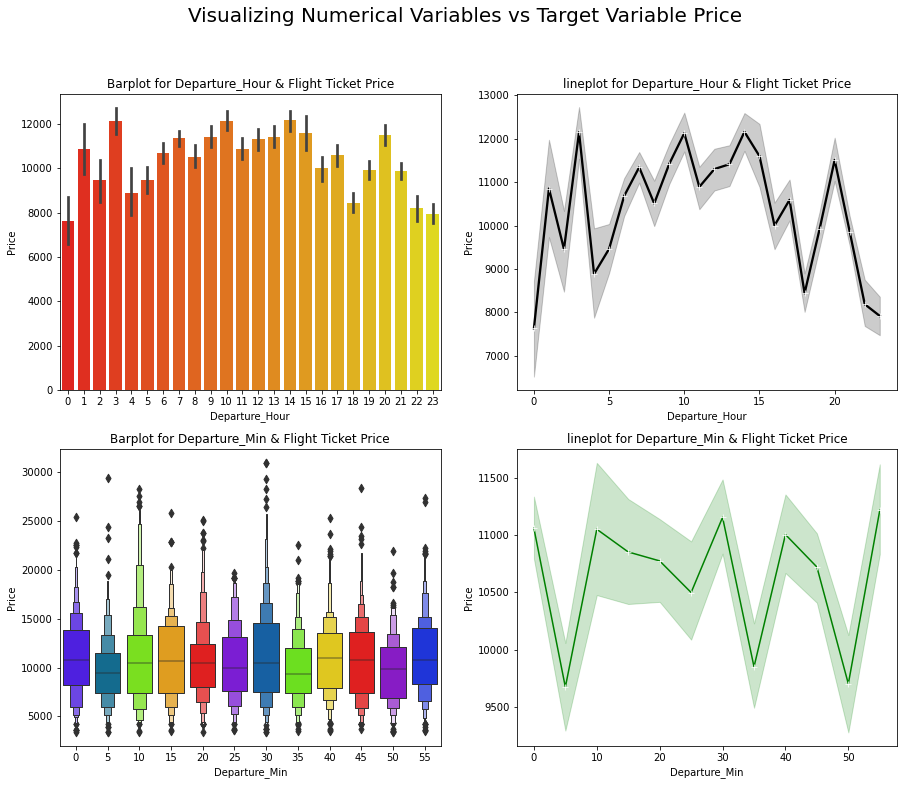 Visualizing Numerical Variables vs Target Variable Price
Barplot for Departure_Hour & Flight Ticket Price
12000
10000
8000
6000
4000
2000
0
Price
0 1 2 3 4 5 6 7 8 9 10 11 12 13 14 15 16 17 18 19 20 21 22 23
Departure_Hour
lineplot for Departure_Hour & Flight Ticket Price
13000
12000
11000
10000
9000
8000
7000
Price
0 5 10 15 20
Departure_Hour
Barplot for Departure_Min & Flight Ticket Price
30000
25000
20000
15000
10000
5000
Price
0 5 10 15 20 25 30 35 40 45 50 55
Departure_Min
lineplot for Departure_Min & Flight Ticket Price
11500
11000
10500
10000
9500
Price
0 10 20 30 40 50
Departure_Min